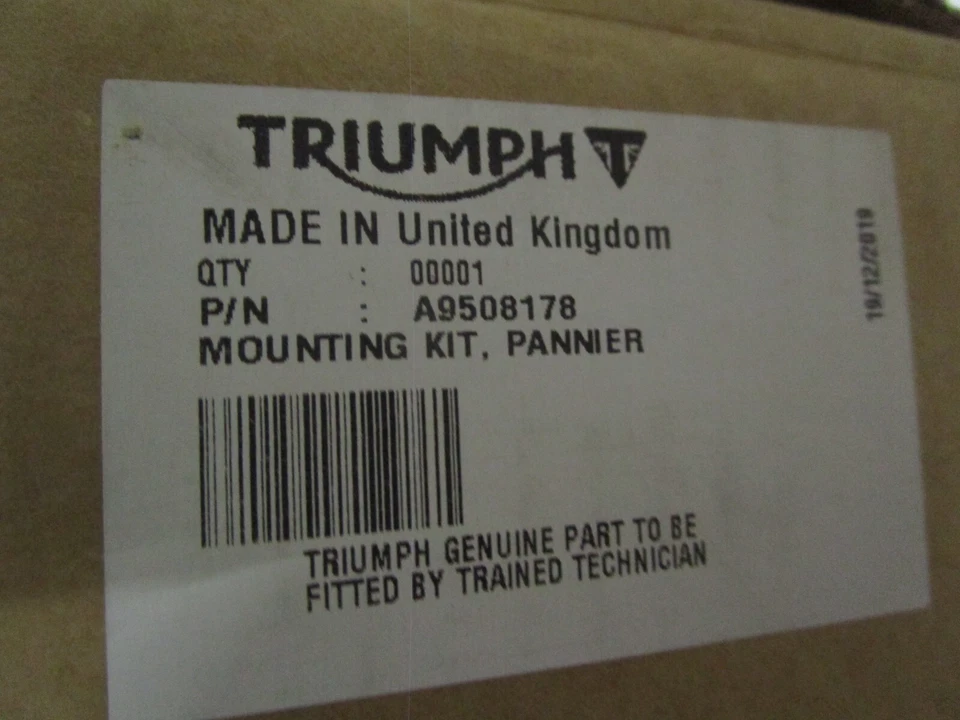 TRIUMPH
MADE IN United Kingdom
QTY : 00001
P/N : A9508178
MOUNTING KIT, PANNIER
TRIUMPH GENUINE PART TO BE
FITTED BY TRAINED TECHNICIAN
19/12/2019